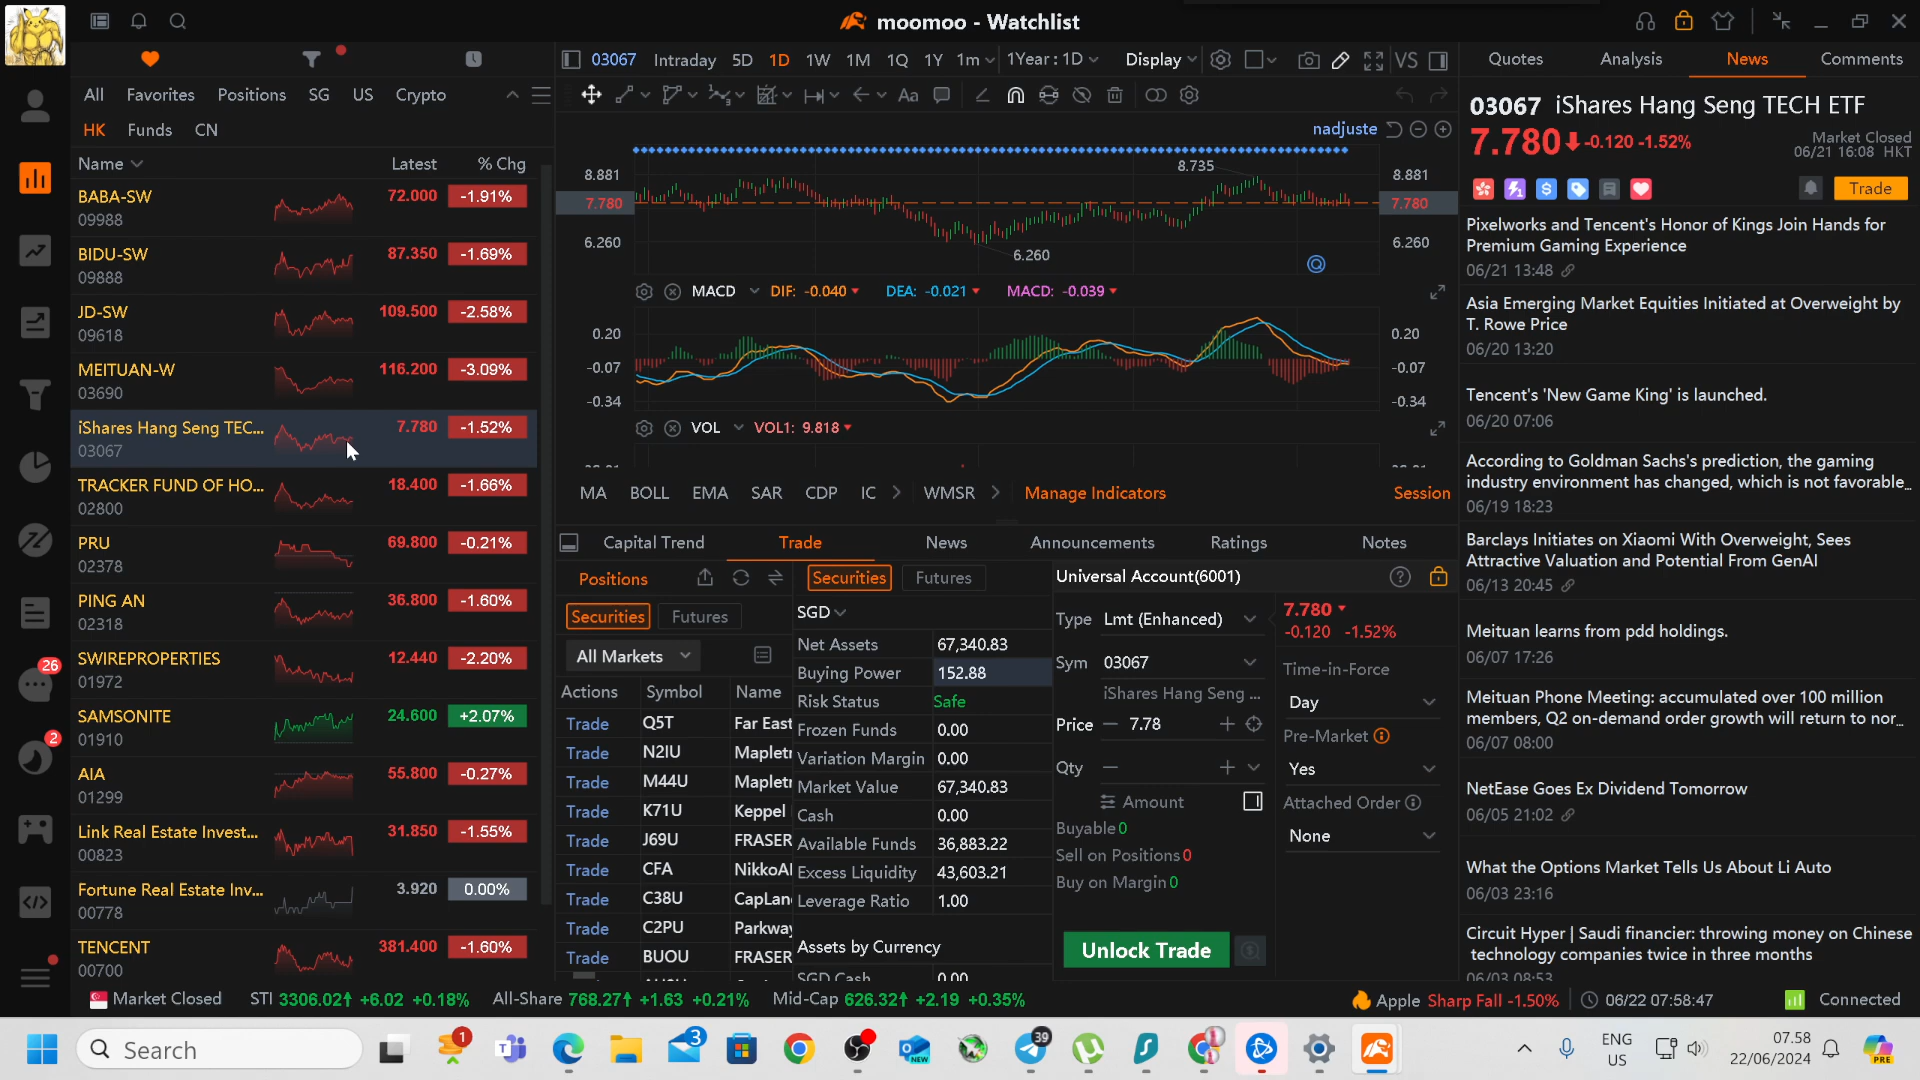 moomoo - Watchlist
All Favorites Positions SG US Crypto
HK Funds CN
Name Latest % Chg
BABA-SW 72.000 -1.91%
09988
BIDU-SW 87.350 -1.69%
09888
JD-SW 109.500 -2.58%
09618
MEITUAN-W 116.200 -3.09%
03690
iShares Hang Seng TEC... 7.780 -1.52%
03067
TRACKER FUND OF HO... 18.400 -1.66%
02800
PRU 69.800 -0.21%
02378
PING AN 36.800 -1.60%
02318
SWIREPROPERTIES 12.440 -2.20%
01972
SAMSONITE 24.600 +2.07%
01910
AIA 55.800 -0.27%
01299
Link Real Estate Invest... 31.850 -1.55%
00823
Fortune Real Estate Inv... 3.920 0.00%
00778
TENCENT 381.400 -1.60%
00700
26
2
03067 Intraday 5D 1D 1W 1M 1Q 1Y 1m 1Year : 1D Display VS
Aa
nadjuste
8.881 8.735 8.881
7.780 7.780
6.260 6.260 6.260
MACD DIF: -0.040 DEA: -0.021 MACD: -0.039
0.20 0.20
-0.07 -0.07
-0.34 -0.34
VOL VOL1: 9.818
MA BOLL EMA SAR CDP IC WMSR Manage Indicators Session
Capital Trend Trade News Announcements Ratings Notes
Positions
Securities Futures
All Markets
Actions Symbol Name
Trade Q5T Far East
Trade N2IU Mapletr
Trade M44U Mapletr
Trade K71U Keppel
Trade J69U FRASER
Trade CFA NikkoA
Trade C38U CapLan
Trade C2PU Parkway
Trade BUOU FRASER
Securities Futures
SGD
Net Assets 67,340.83
Buying Power 152.88
Risk Status Safe
Frozen Funds 0.00
Variation Margin 0.00
Market Value 67,340.83
Cash 0.00
Available Funds 36,883.22
Excess Liquidity 43,603.21
Leverage Ratio 1.00
Assets by Currency
SGD Cash 0.00
Universal Account(6001)
Type Lmt (Enhanced)
Sym 03067
iShares Hang Seng ...
Price 7.78
Qty
Amount
Buyable 0
Sell on Positions 0
Buy on Margin 0
Unlock Trade
7.780
-0.120 -1.52%
Time-in-Force
Day
Pre-Market
Yes
Attached Order
None
Quotes Analysis News Comments
03067 iShares Hang Seng TECH ETF
7.780 -0.120 -1.52%
Market Closed
06/21 16:08 HKT
Trade
Pixelworks and Tencent's Honor of Kings Join Hands for
Premium Gaming Experience
06/21 13:48
Asia Emerging Market Equities Initiated at Overweight by
T. Rowe Price
06/20 13:20
Tencent's 'New Game King' is launched.
06/20 07:06
According to Goldman Sachs's prediction, the gaming
industry environment has changed, which is not favorable...
06/19 18:23
Barclays Initiates on Xiaomi With Overweight, Sees
Attractive Valuation and Potential From GenAI
06/13 20:45
Meituan learns from pdd holdings.
06/07 17:26
Meituan Phone Meeting: accumulated over 100 million
members, Q2 on-demand order growth will return to nor...
06/07 08:00
NetEase Goes Ex Dividend Tomorrow
06/05 21:02
What the Options Market Tells Us About Li Auto
06/03 23:16
Circuit Hyper | Saudi financier: throwing money on Chinese
technology companies twice in three months
06/03 08:53
Market Closed STI 3306.02↑ +6.02 +0.18% All-Share 768.27↑ +1.63 +0.21% Mid-Cap 626.32↑ +2.19 +0.35% Apple Sharp Fall -1.50% 06/22 07:58:47 Connected
Search 1 3 NEW 39 ENG 07.58
US 22/06/2024 PRE